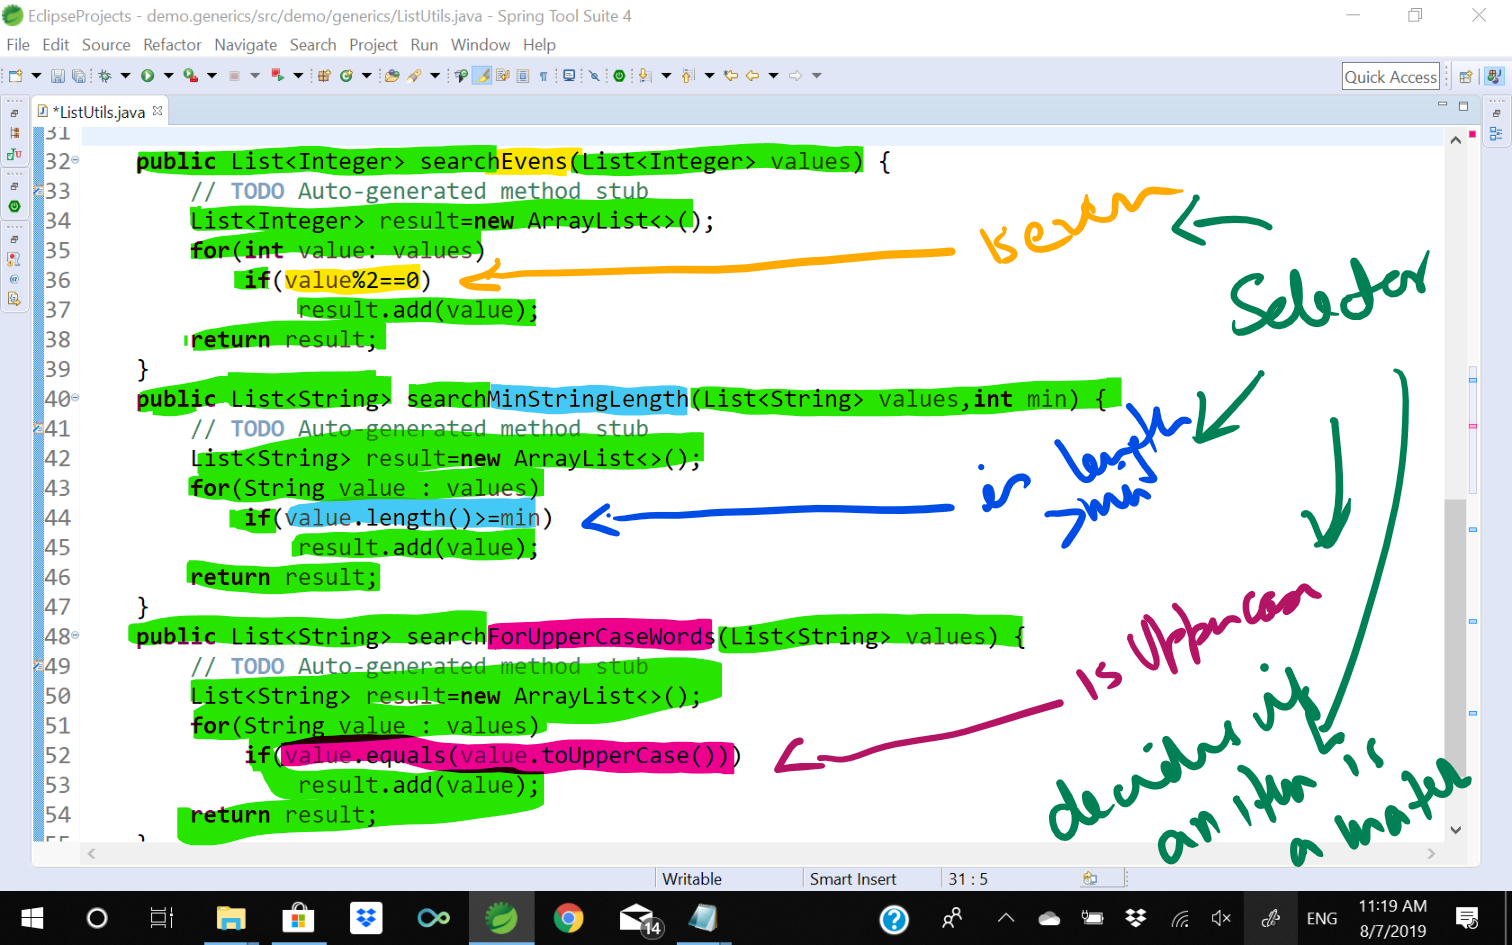 EclipseProjects - demo.generics/src/demo/generics/ListUtils.java - Spring Tool Suite 4
File Edit Source Refactor Navigate Search Project Run Window Help
Quick Access
*ListUtils.java
31
32 public List<Integer> searchEvens(List<Integer> values) {
33 // TODO Auto-generated method stub
34 List<Integer> result=new ArrayList<>();
35 for(int value: values)
36 if(value%2==0)
37 result.add(value);
38 return result;
39 }
40 public List<String> searchMinStringLength(List<String> values,int min) {
41 // TODO Auto-generated method stub
42 List<String> result=new ArrayList<>();
43 for(String value : values)
44 if(value.length()>=min)
45 result.add(value);
46 return result;
47 }
48 public List<String> searchForUpperCaseWords(List<String> values) {
49 // TODO Auto-generated method stub
50 List<String> result=new ArrayList<>();
51 for(String value : values)
52 if(value.equals(value.toUpperCase()))
53 result.add(value);
54 return result;
55 }
is even
Selector
is length
> min
is Uppercase
decides if
an item is
a match
Writable Smart Insert 31 : 5
14
ENG
11:19 AM
8/7/2019